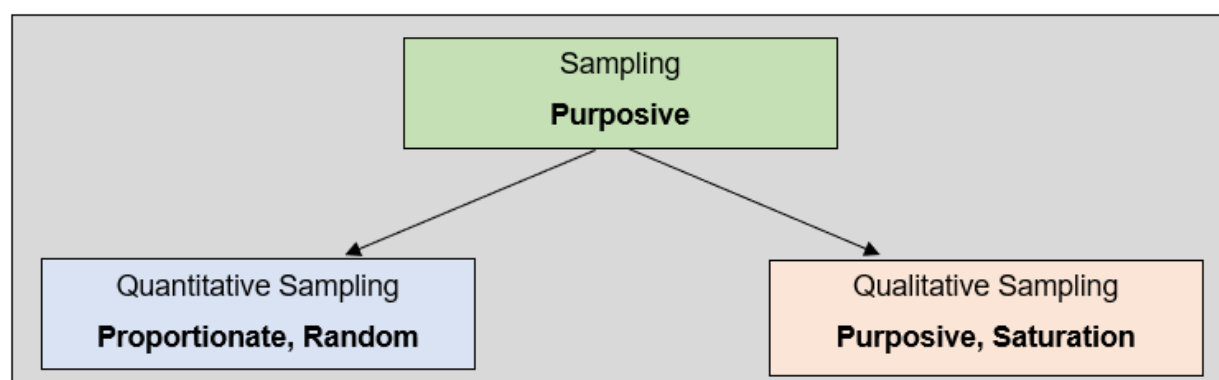 Sampling
Purposive
Quantitative Sampling
Proportionate, Random
Qualitative Sampling
Purposive, Saturation